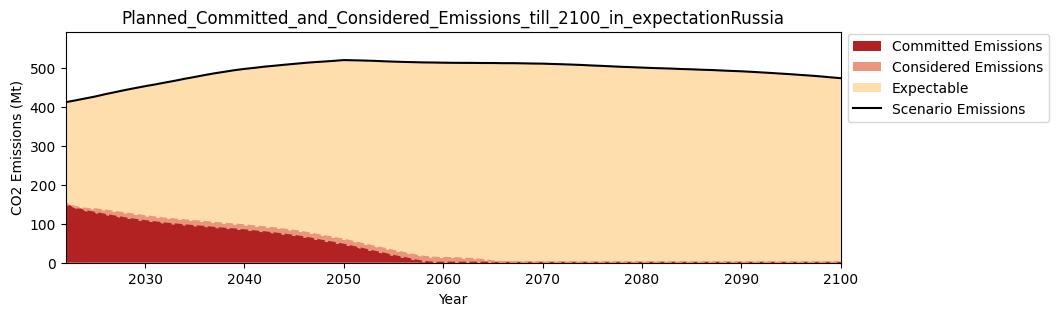 Planned_Committed_and_Considered_Emissions_till_2100_in_expectationRussia
CO2 Emissions (Mt)
500
400
300
200
100
0
2030 2040 2050 2060 2070 2080 2090 2100
Year
Committed Emissions
Considered Emissions
Expectable
Scenario Emissions